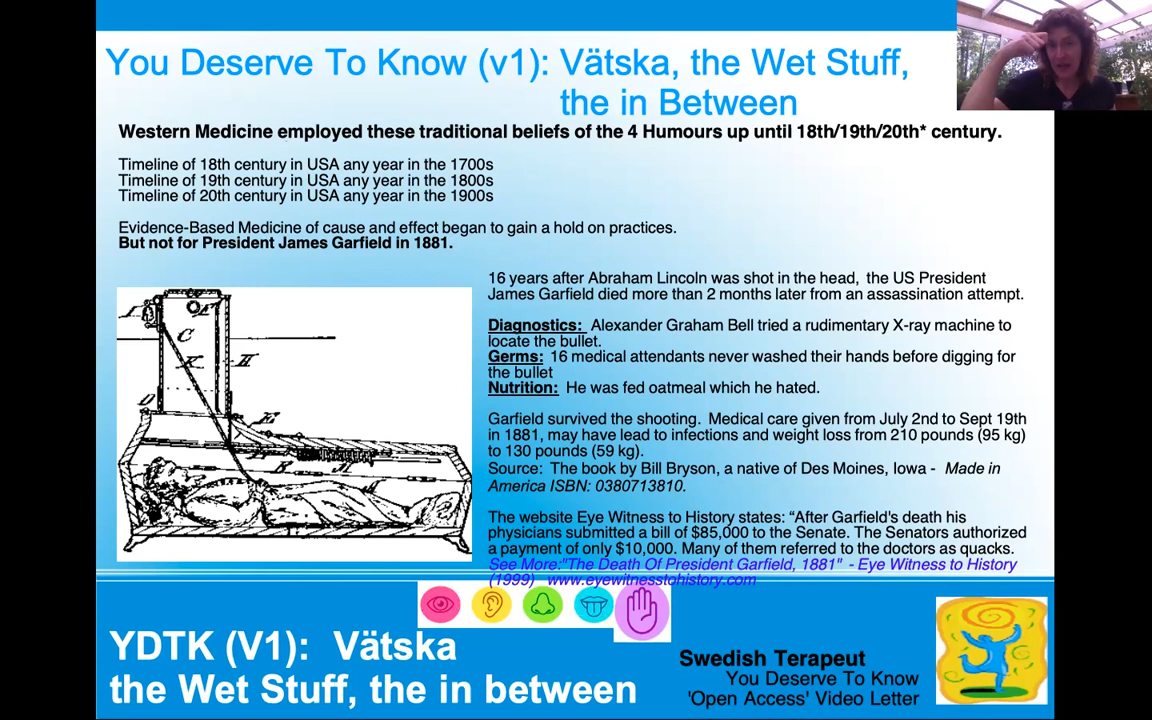 You Deserve To Know (v1): Vätska, the Wet Stuff,
the in Between
Western Medicine employed these traditional beliefs of the 4 Humours up until 18th/19th/20th* century.
Timeline of 18th century in USA any year in the 1700s
Timeline of 19th century in USA any year in the 1800s
Timeline of 20th century in USA any year in the 1900s
Evidence-Based Medicine of cause and effect began to gain a hold on practices.
But not for President James Garfield in 1881.
16 years after Abraham Lincoln was shot in the head, the US President
James Garfield died more than 2 months later from an assassination attempt.
Diagnostics: Alexander Graham Bell tried a rudimentary X-ray machine to
locate the bullet.
Germs: 16 medical attendants never washed their hands before digging for
the bullet
Nutrition: He was fed oatmeal which he hated.
Garfield survived the shooting. Medical care given from July 2nd to Sept 19th
in 1881, may have lead to infections and weight loss from 210 pounds (95 kg)
to 130 pounds (59 kg).
Source: The book by Bill Bryson, a native of Des Moines, Iowa - Made in
America ISBN: 0380713810.
The website Eye Witness to History states: “After Garfield's death his
physicians submitted a bill of $85,000 to the Senate. The Senators authorized
a payment of only $10,000. Many of them referred to the doctors as quacks.
See More:"The Death Of President Garfield, 1881" - Eye Witness to History
(1999) www.eyewitnesstohistory.com
C
H
E
YDTK (V1): Vätska
the Wet Stuff, the in between
Swedish Terapeut
You Deserve To Know
'Open Access' Video Letter